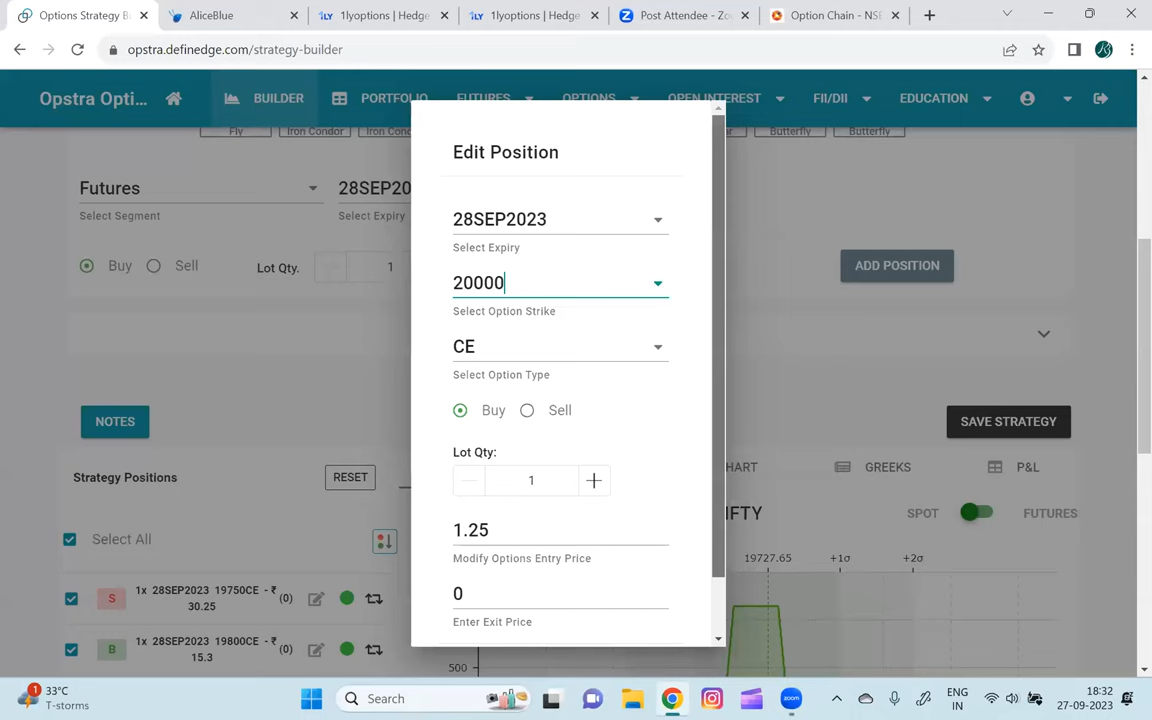 Options Strategy B
AliceBlue
1lyoptions | Hedge
1lyoptions | Hedge
Post Attendee - Zoo
Option Chain - NSE
opstra.definedge.com/strategy-builder
Opstra Opti...
BUILDER
PORTFOLIO
FUTURES
OPTIONS
OPEN INTEREST
FII/DII
EDUCATION
Fly
Iron Condor
Iron Con
Butterfly
Butterfly
Edit Position
Futures
28SEP20
Select Segment
Select Expiry
28SEP2023
Select Expiry
Buy
Sell
Lot Qty.
1
ADD POSITION
20000
Select Option Strike
CE
Select Option Type
Buy
Sell
NOTES
SAVE STRATEGY
Lot Qty:
1
Strategy Positions
RESET
HART
GREEKS
P&L
1.25
Modify Options Entry Price
IFTY
SPOT
FUTURES
Select All
19727.65
+1σ
+2σ
0
Enter Exit Price
S
1x 28SEP2023 19750CE - ₹
30.25
(0)
B
1x 28SEP2023 19800CE - ₹
15.3
(0)
500
1
33°C
T-storms
Search
zoom
ENG
IN
18:32
27-09-2023